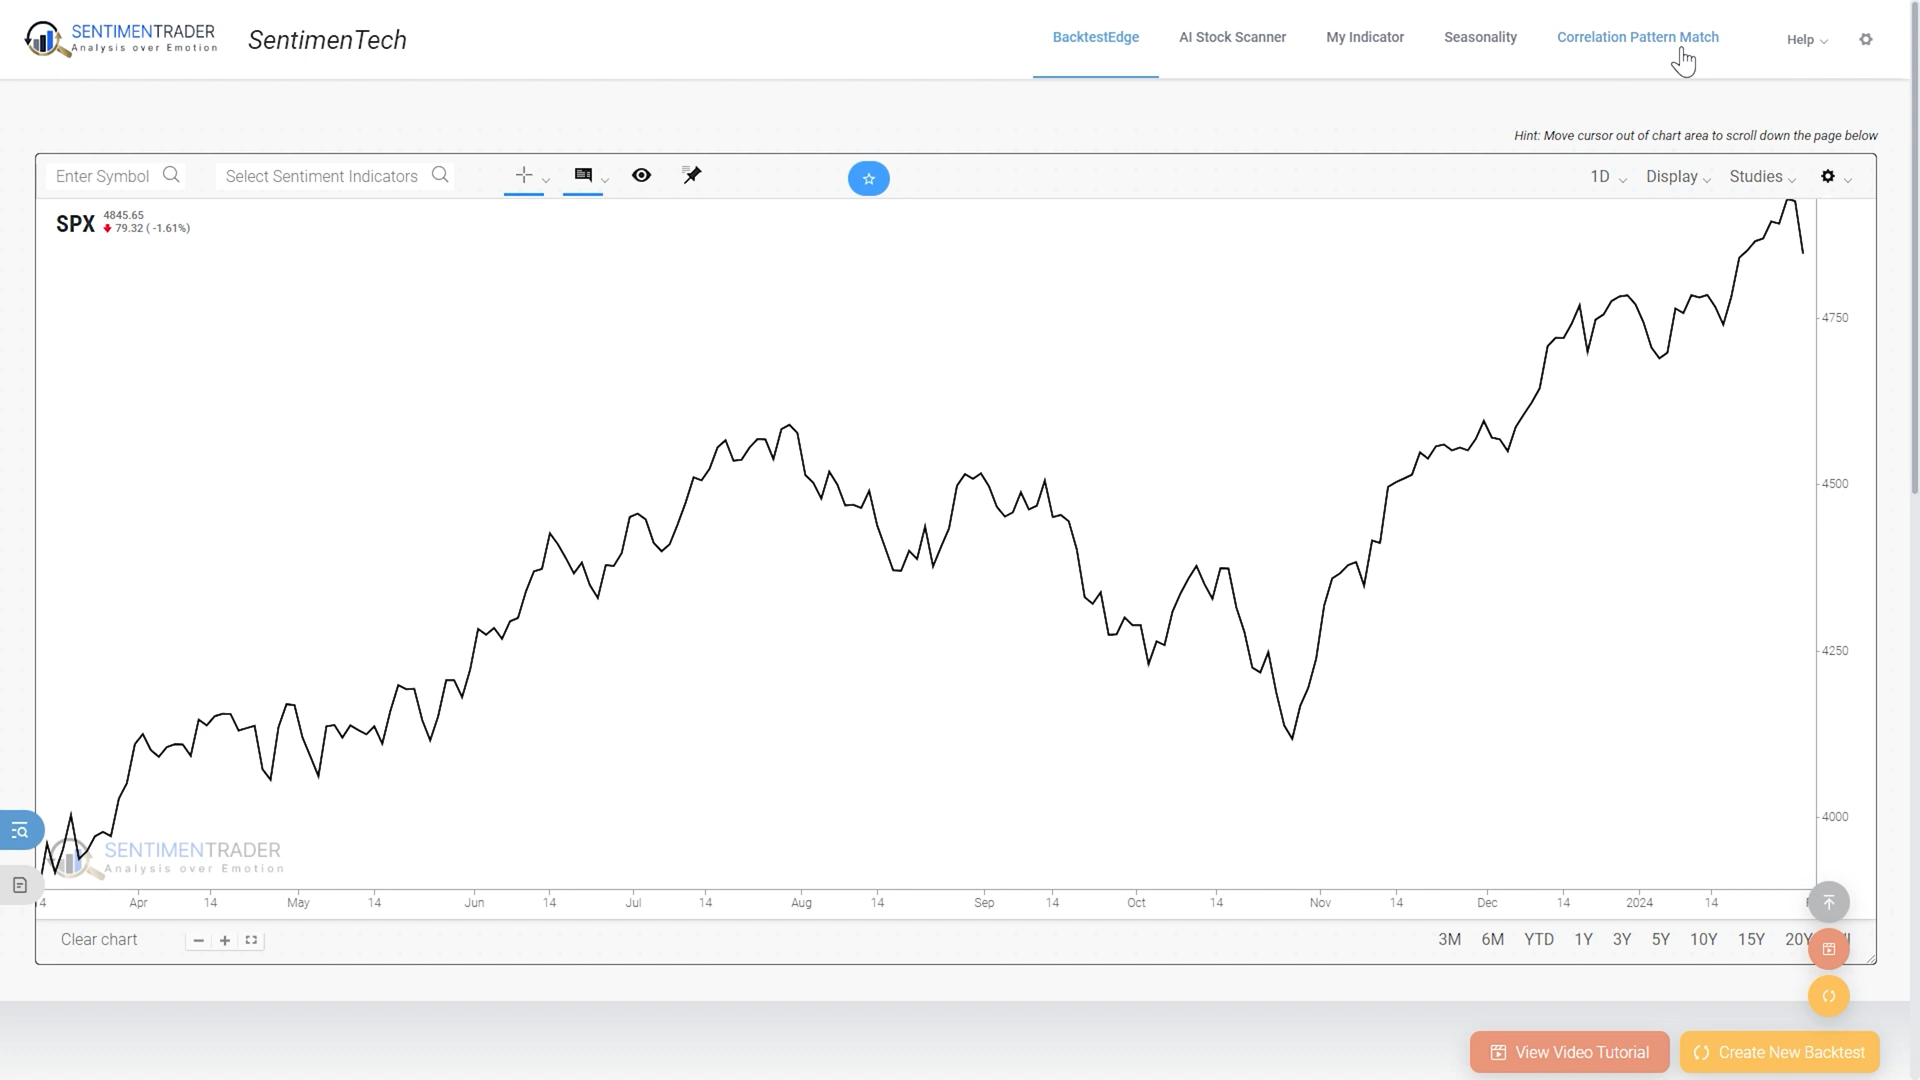 SENTIMENTRADER
Analysis over Emotion
SentimenTech
BacktestEdge
AI Stock Scanner
My Indicator
Seasonality
Correlation Pattern Match
Help
Hint: Move cursor out of chart area to scroll down the page below
Enter Symbol
Select Sentiment Indicators
1D
Display
Studies
SPX
4845.65
79.32 ( -1.61%)
4750
4500
4250
4000
SENTIMENTRADER
Analysis over Emotion
4
Apr
14
May
14
Jun
14
Jul
14
Aug
14
Sep
14
Oct
14
Nov
14
Dec
14
2024
14
Clear chart
3M
6M
YTD
1Y
3Y
5Y
10Y
15Y
20Y
View Video Tutorial
Create New Backtest